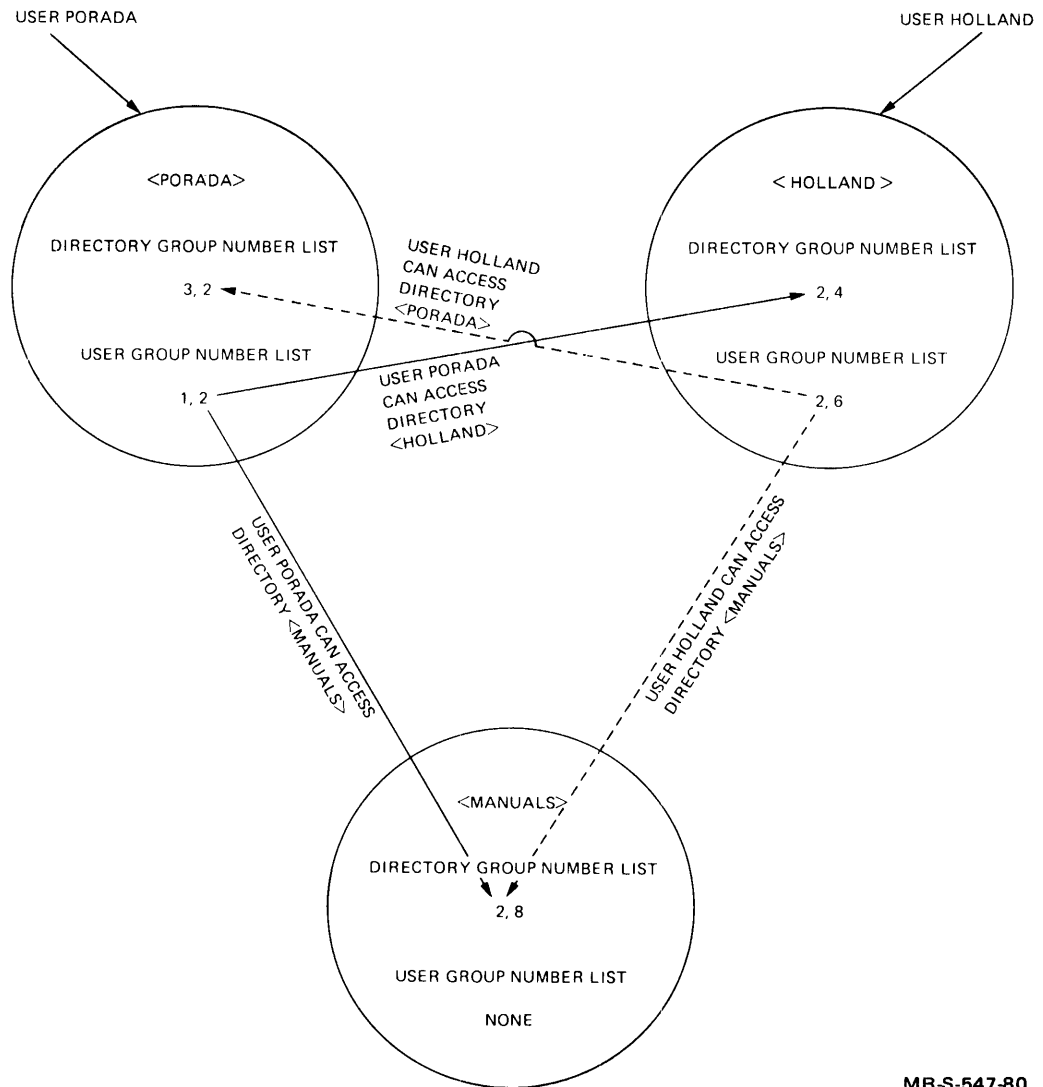 USER PORADA
USER HOLLAND
<PORADA>
DIRECTORY GROUP NUMBER LIST
3, 2
USER GROUP NUMBER LIST
1, 2
< HOLLAND >
DIRECTORY GROUP NUMBER LIST
2, 4
USER GROUP NUMBER LIST
2, 6
USER HOLLAND
CAN ACCESS
DIRECTORY
<PORADA>
USER PORADA
CAN ACCESS
DIRECTORY
<HOLLAND>
USER PORADA CAN ACCESS
DIRECTORY <MANUALS>
USER HOLLAND CAN ACCESS
DIRECTORY <MANUALS>
<MANUALS>
DIRECTORY GROUP NUMBER LIST
2, 8
USER GROUP NUMBER LIST
NONE
MR-S-547-80